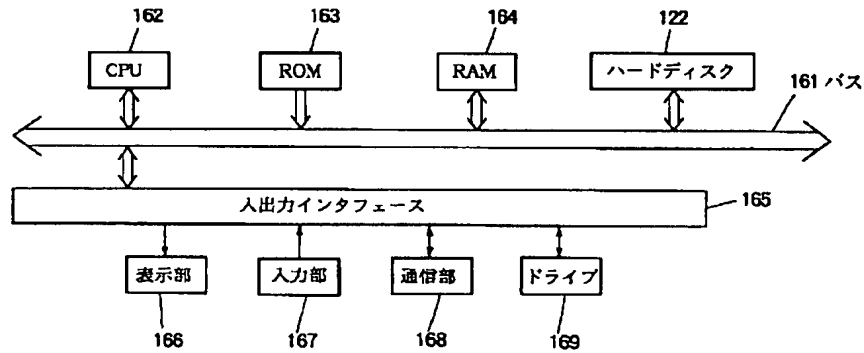 162
163
164
122
CPU
ROM
RAM
ハードディスク
161 バス
入出力インタフェース
165
表示部
入力部
通信部
ドライブ
166
167
168
169